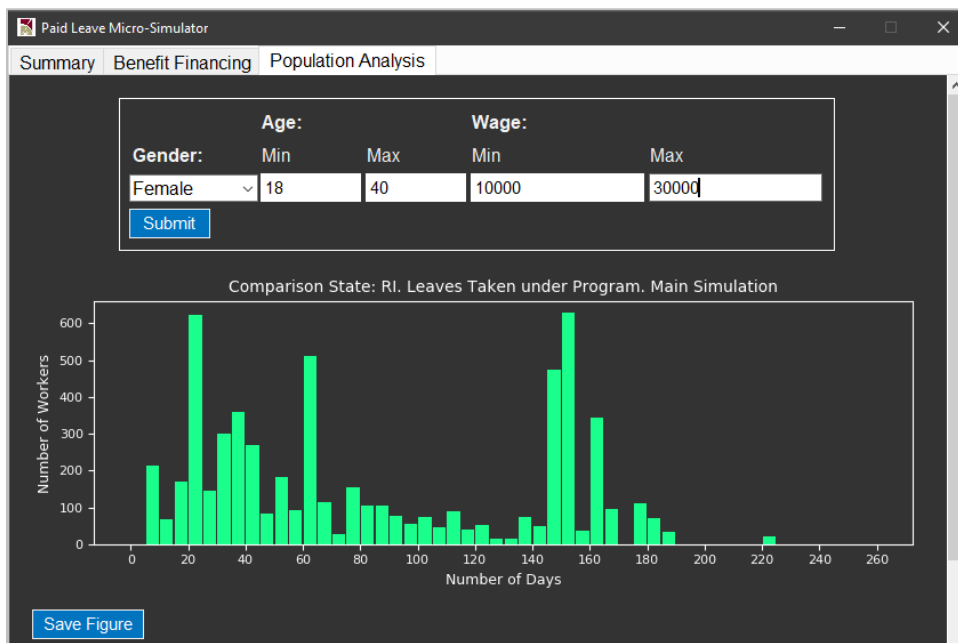 Paid Leave Micro-Simulator
Summary Benefit Financing Population Analysis
Age: Wage:
Gender: Min Max Min Max
Female 18 40 10000 30000
Submit
Comparison State: RI. Leaves Taken under Program. Main Simulation
600
500
400
300
200
100
0
Number of Workers
0 20 40 60 80 100 120 140 160 180 200 220 240 260
Number of Days
Save Figure